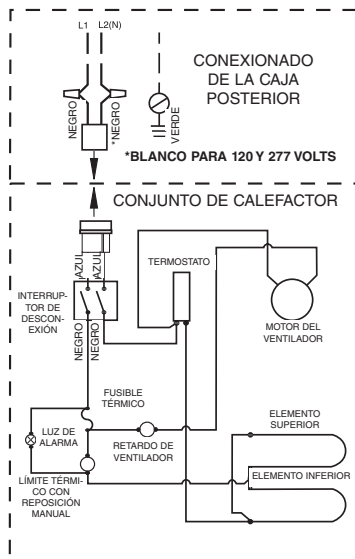 L1 L2(N)
CONEXIONADO
DE LA CAJA
POSTERIOR
NEGRO
*NEGRO
VERDE
*BLANCO PARA 120 Y 277 VOLTS
CONJUNTO DE CALEFACTOR
AZUL
AZUL
TERMOSTATO
INTERRUP-
TOR DE
DESCON-
EXIÓN
MOTOR DEL
VENTILADOR
NEGRO
NEGRO
FUSIBLE
TÉRMICO
LUZ DE
ALARMA
RETARDO DE
VENTILADOR
ELEMENTO
SUPERIOR
ELEMENTO INFERIOR
LÍMITE TÉRMI-
CO CON
REPOSICIÓN
MANUAL